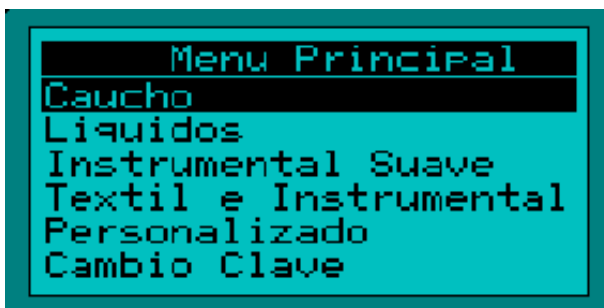 Menu Principal
Caucho
Liquidos
Instrumental Suave
Textil e Instrumental
Personalizado
Cambio Clave